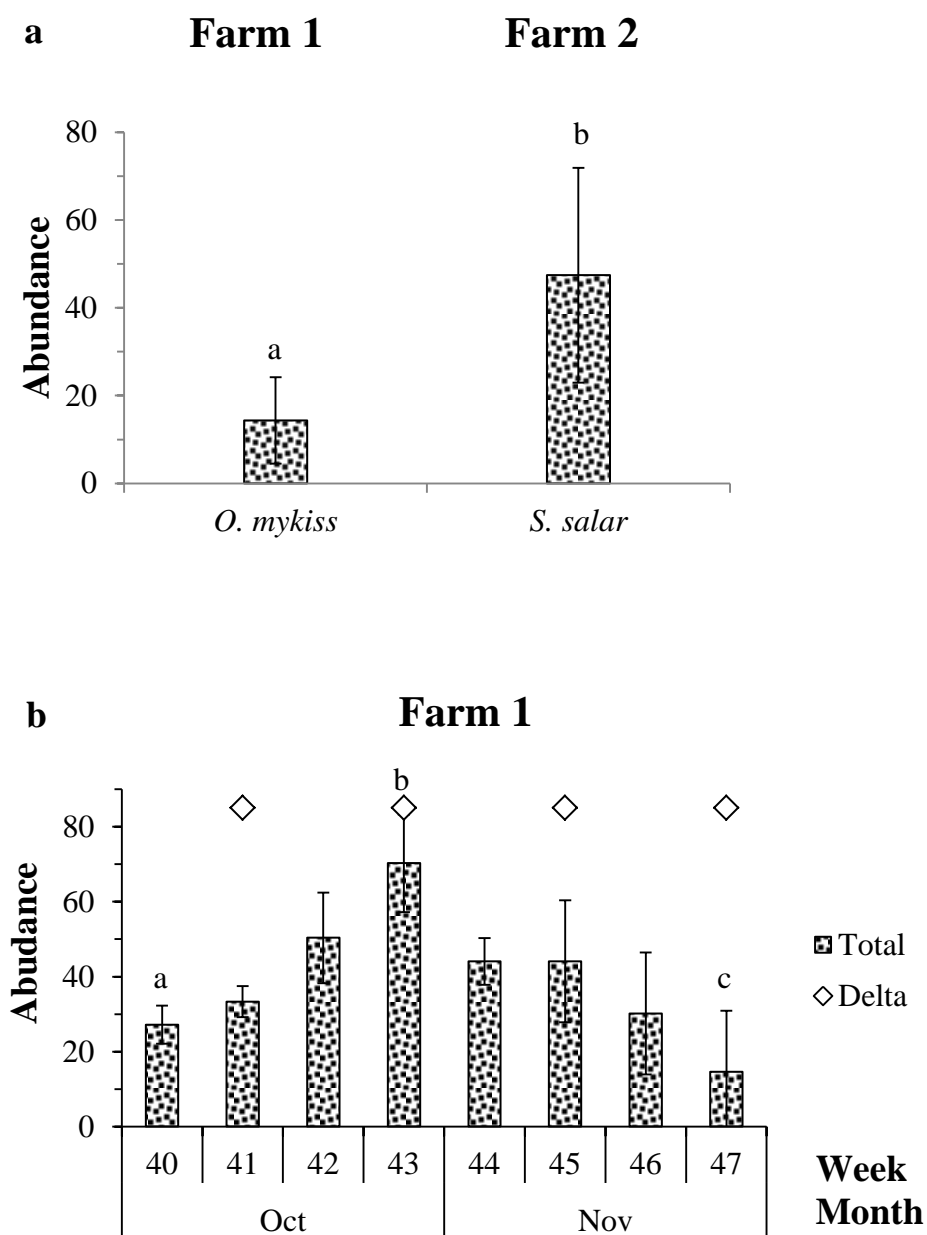 a Farm 1 Farm 2
80
60
40
20
0
Abundance
a
b
O. mykiss S. salar
b Farm 1
80
60
40
20
0
Abudance
a
b
c
Total
Delta
40 41 42 43 44 45 46 47 Week
Oct Nov Month